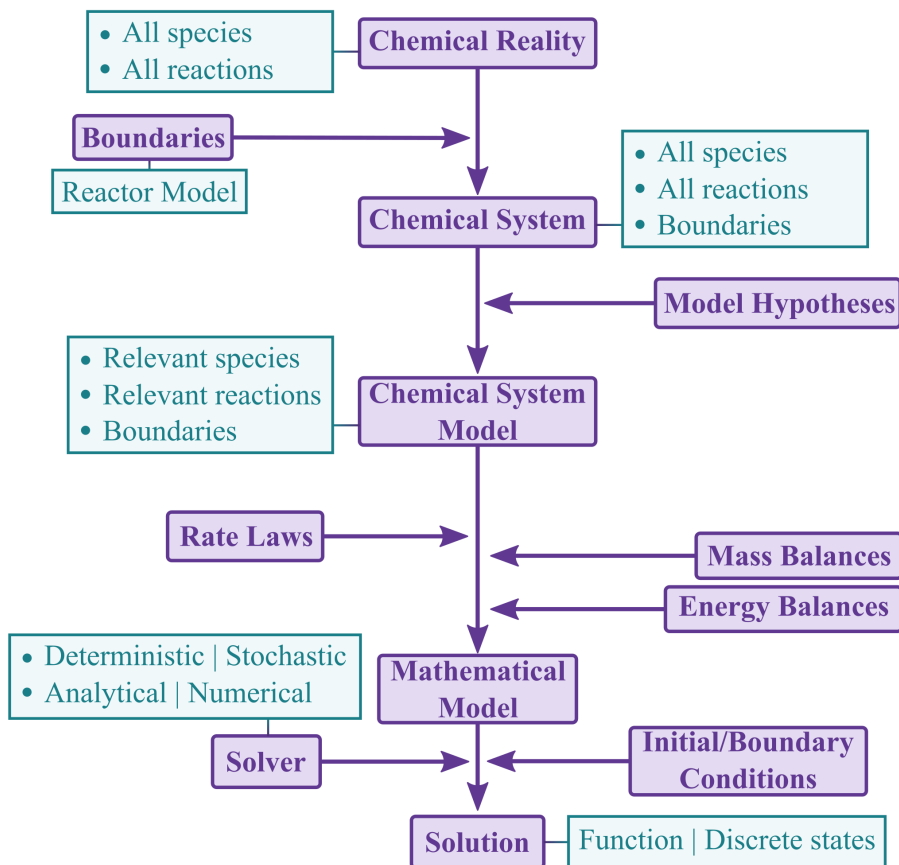 • All species
• All reactions
Chemical Reality
Boundaries
Reactor Model
• All species
• All reactions
• Boundaries
Chemical System
Model Hypotheses
• Relevant species
• Relevant reactions
• Boundaries
Chemical System
Model
Rate Laws
Mass Balances
Energy Balances
• Deterministic | Stochastic
• Analytical | Numerical
Mathematical
Model
Solver
Initial/Boundary
Conditions
Solution
Function | Discrete states